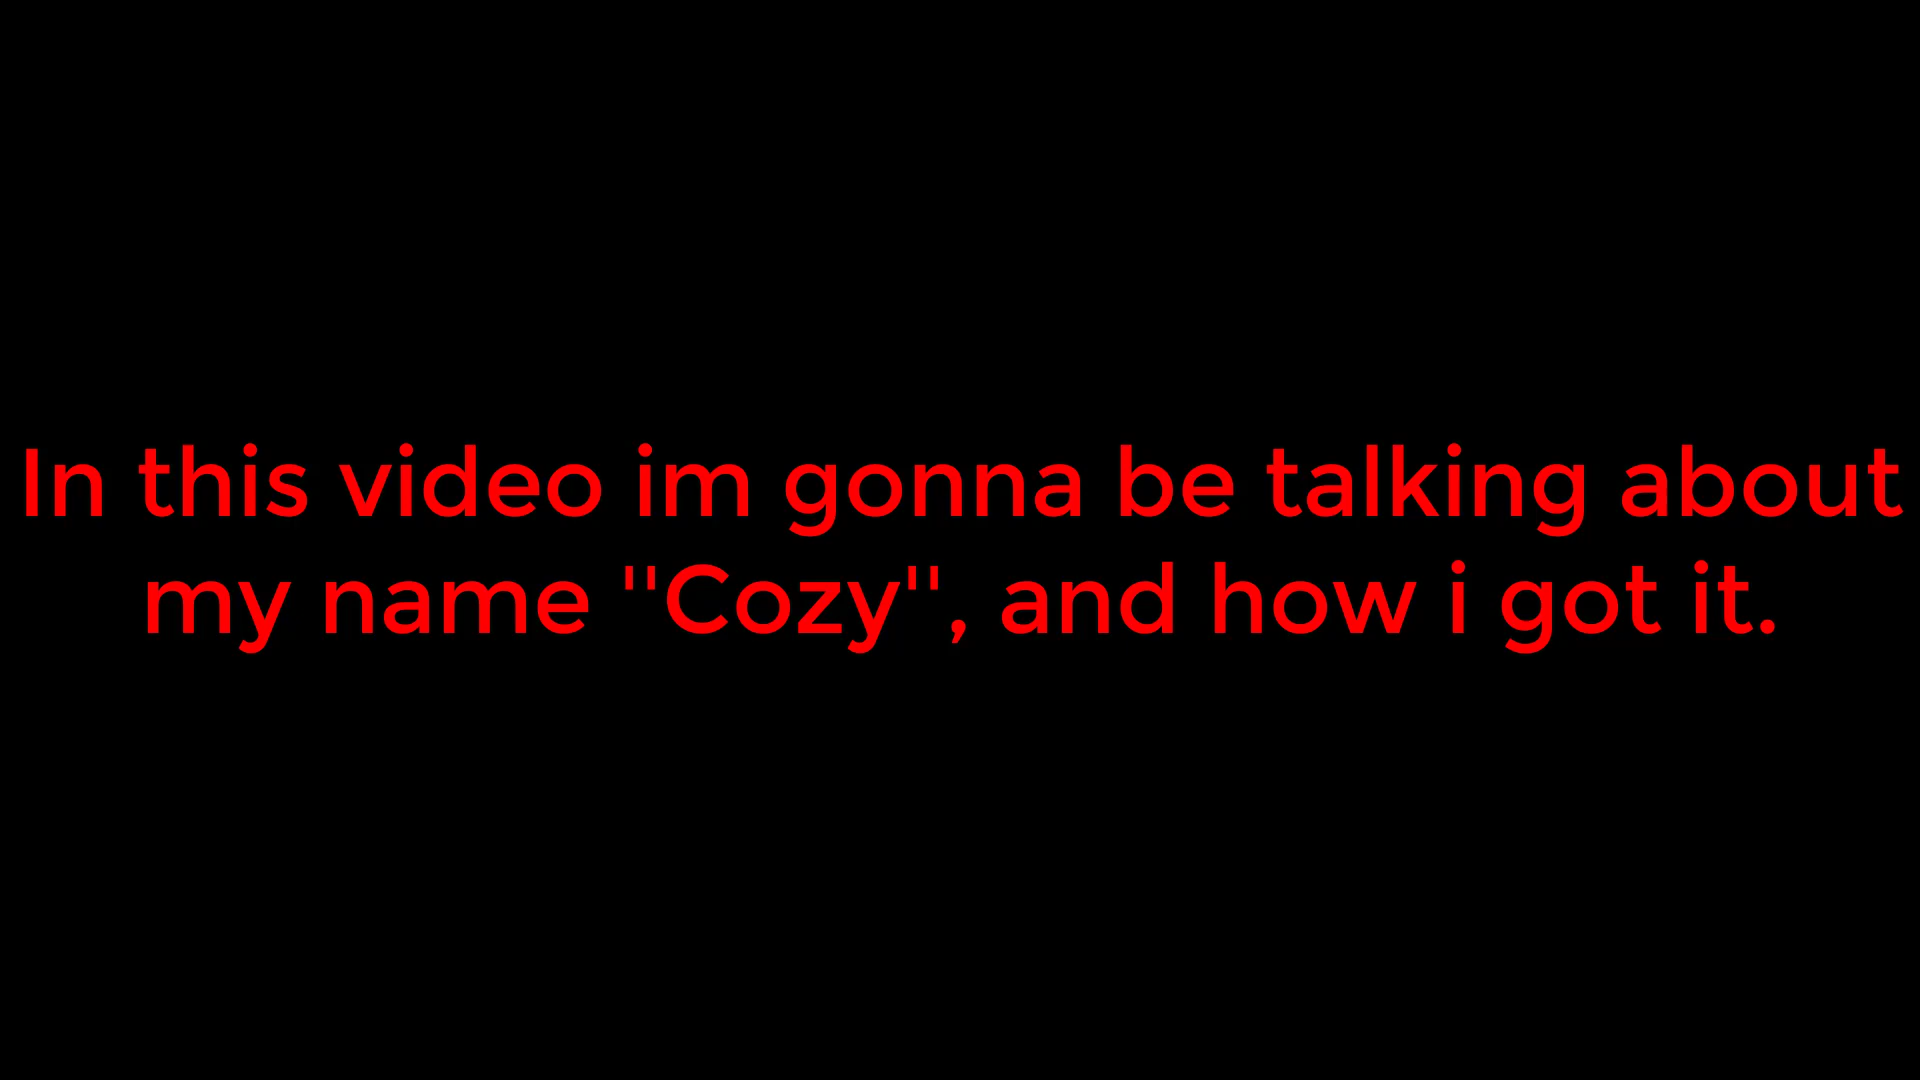 In this video im gonna be talking about
my name "Cozy", and how i got it.